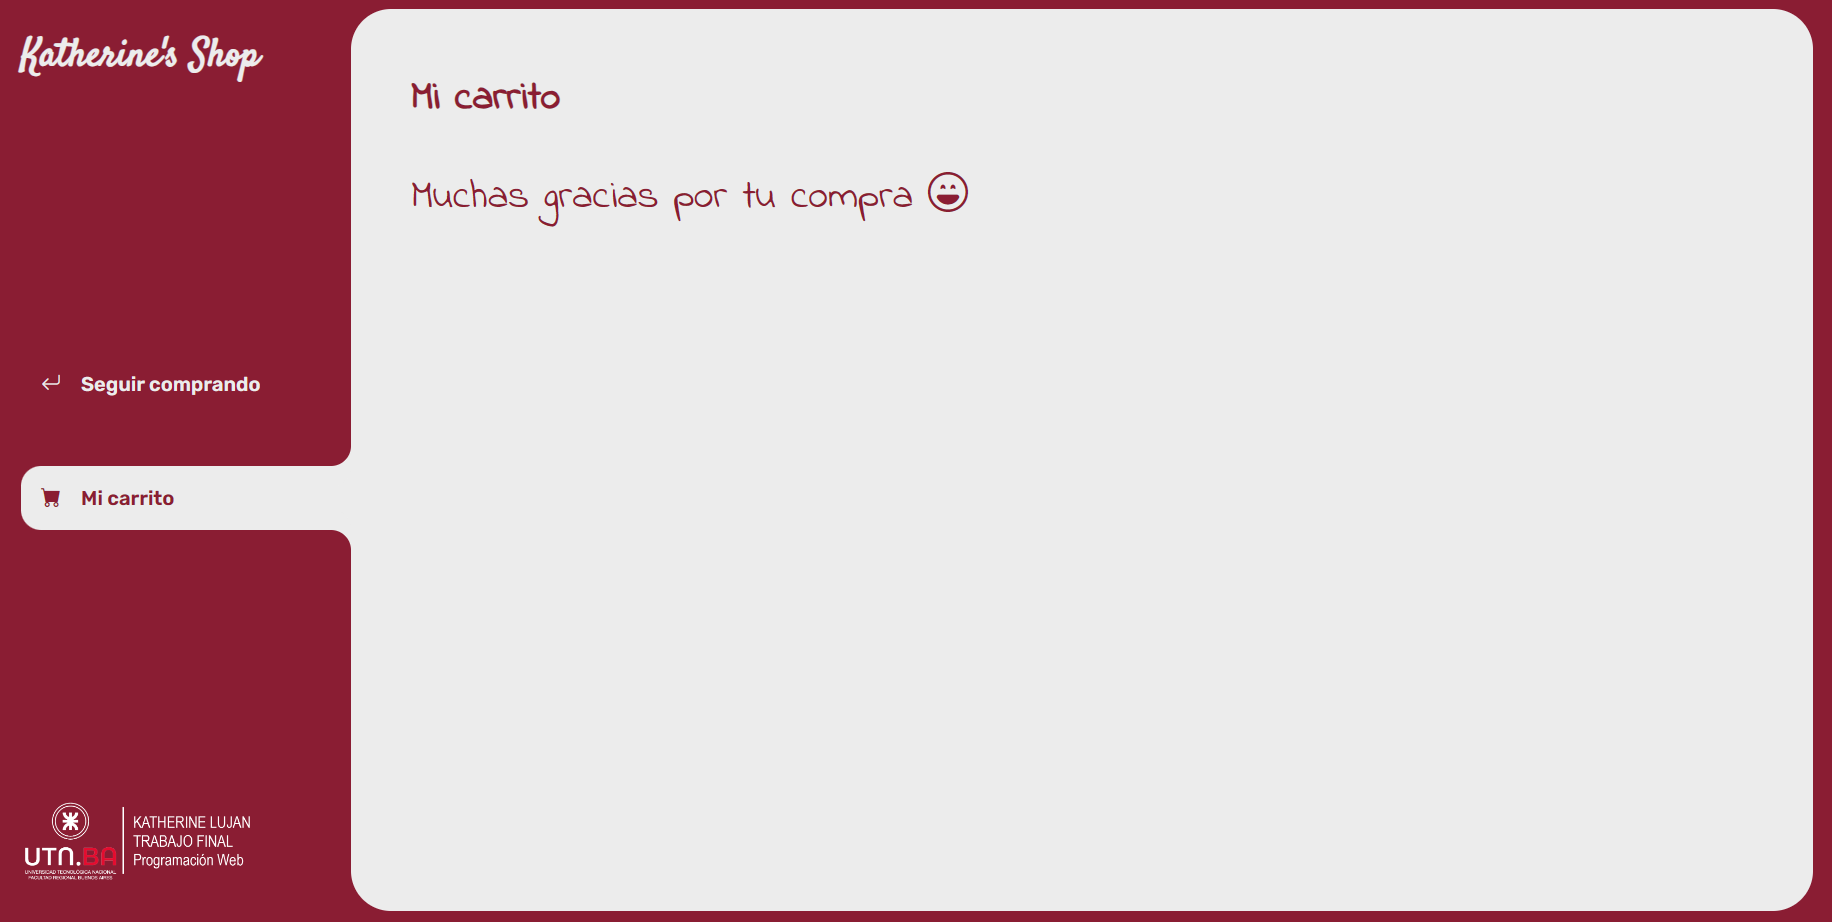 Katherine's Shop
Mi carrito
Muchas gracias por tu compra
Seguir comprando
Mi carrito
KATHERINE LUJAN
TRABAJO FINAL
Programación Web
UTN.BA
UNIVERSIDAD TECNOLOGICA NACIONAL
FACULTAD REGIONAL BUENOS AIRES